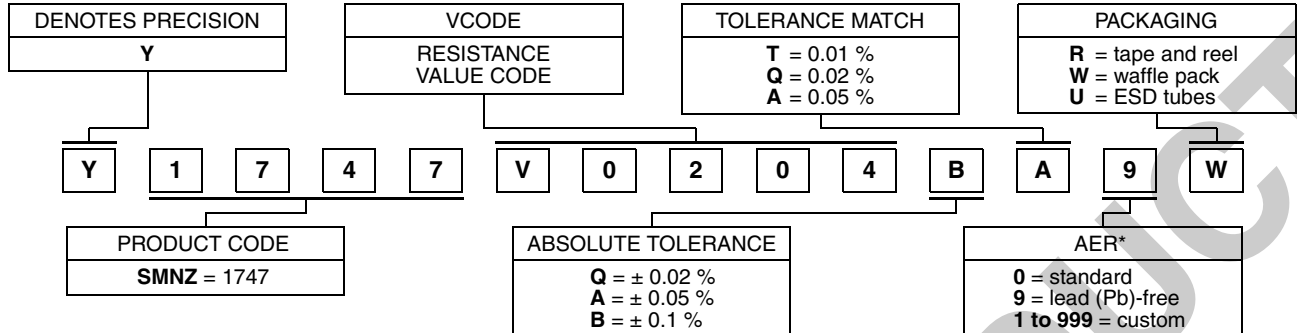 DENOTES PRECISION
Y
VCODE
RESISTANCE
VALUE CODE
TOLERANCE MATCH
T = 0.01 %
Q = 0.02 %
A = 0.05 %
PACKAGING
R = tape and reel
W = waffle pack
U = ESD tubes
Y 1 7 4 7 V 0 2 0 4 B A 9 W
PRODUCT CODE
SMNZ = 1747
ABSOLUTE TOLERANCE
Q = ± 0.02 %
A = ± 0.05 %
B = ± 0.1 %
AER*
0 = standard
9 = lead (Pb)-free
1 to 999 = custom